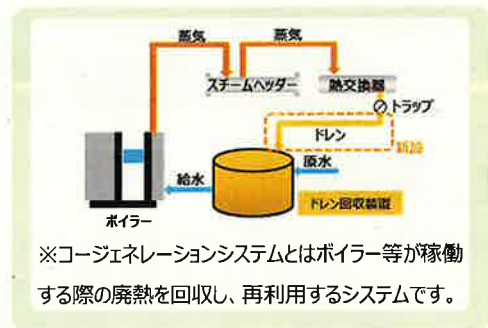 蒸気
蒸気
スチームヘッダー
熱交換器
トラップ
ドレン
新設
原水
給水
ドレン回収装置
ボイラー
※コージェネレーションシステムとはボイラー等が稼働
する際の廃熱を回収し、再利用するシステムです。